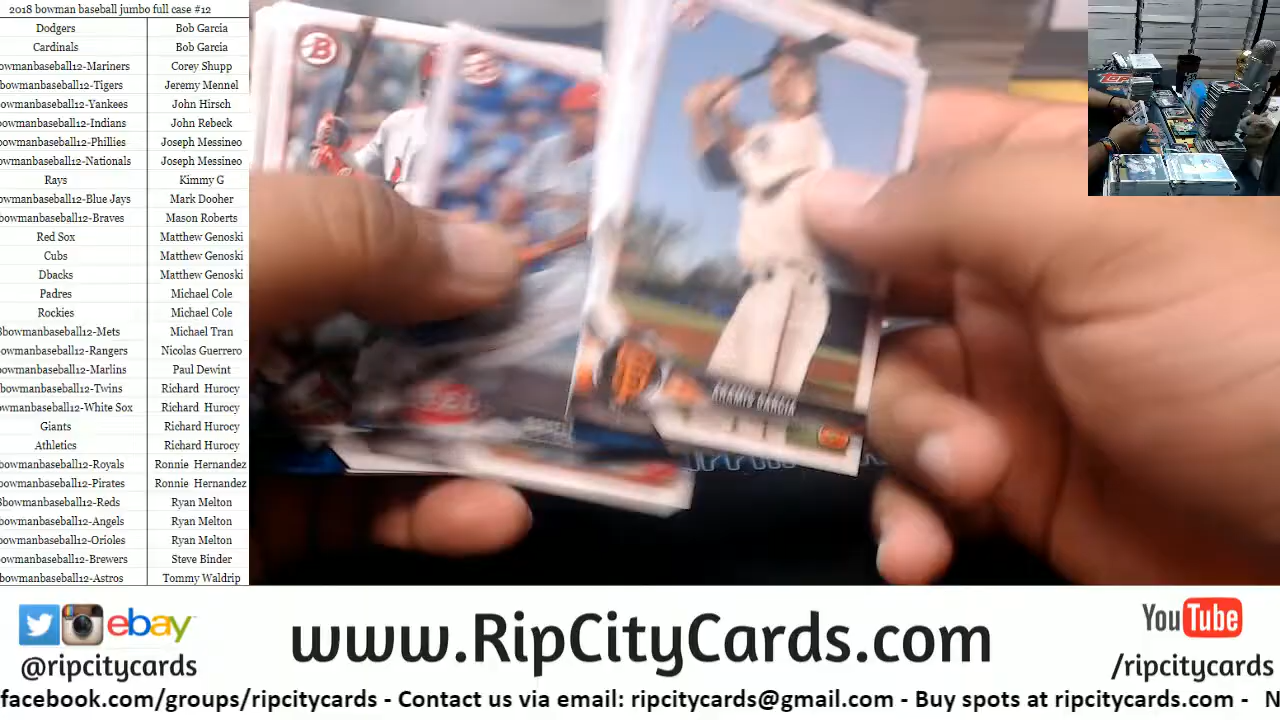 2018 bowman baseball jumbo full case #12
Dodgers Bob Garcia
Cardinals Bob Garcia
owmanbaseball12-Mariners Corey Shupp
owmanbaseball12-Tigers Jeremy Mennel
owmanbaseball12-Yankees John Hirsch
owmanbaseball12-Indians John Rebeck
owmanbaseball12-Phillies Joseph Messineo
owmanbaseball12-Nationals Joseph Messineo
Rays Kimmy G
owmanbaseball12-Blue Jays Mark Dooher
owmanbaseball12-Braves Mason Roberts
Red Sox Matthew Genoski
Cubs Matthew Genoski
Dbacks Matthew Genoski
Padres Michael Cole
Rockies Michael Cole
8bowmanbaseball12-Mets Michael Tran
owmanbaseball12-Rangers Nicolas Guerrero
owmanbaseball12-Marlins Paul Dewint
bowmanbaseball12-Twins Richard Hurocy
owmanbaseball12-White Sox Richard Hurocy
Giants Richard Hurocy
Athletics Richard Hurocy
bowmanbaseball12-Royals Ronnie Hernandez
owmanbaseball12-Pirates Ronnie Hernandez
8bowmanbaseball12-Reds Ryan Melton
owmanbaseball12-Angels Ryan Melton
owmanbaseball12-Orioles Ryan Melton
owmanbaseball12-Brewers Steve Binder
owmanbaseball12-Astros Tommy Waldrip
B
ARAMIS GARCIA
TOPPS
ebay
@ripcitycards
www.RipCityCards.com
YouTube
/ripcitycards
facebook.com/groups/ripcitycards - Contact us via email: ripcitycards@gmail.com - Buy spots at ripcitycards.com - N